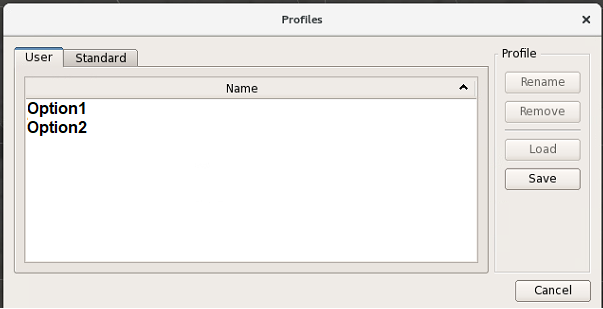 Profiles
User
Standard
Name
Option1
Option2
Profile
Rename
Remove
Load
Save
Cancel